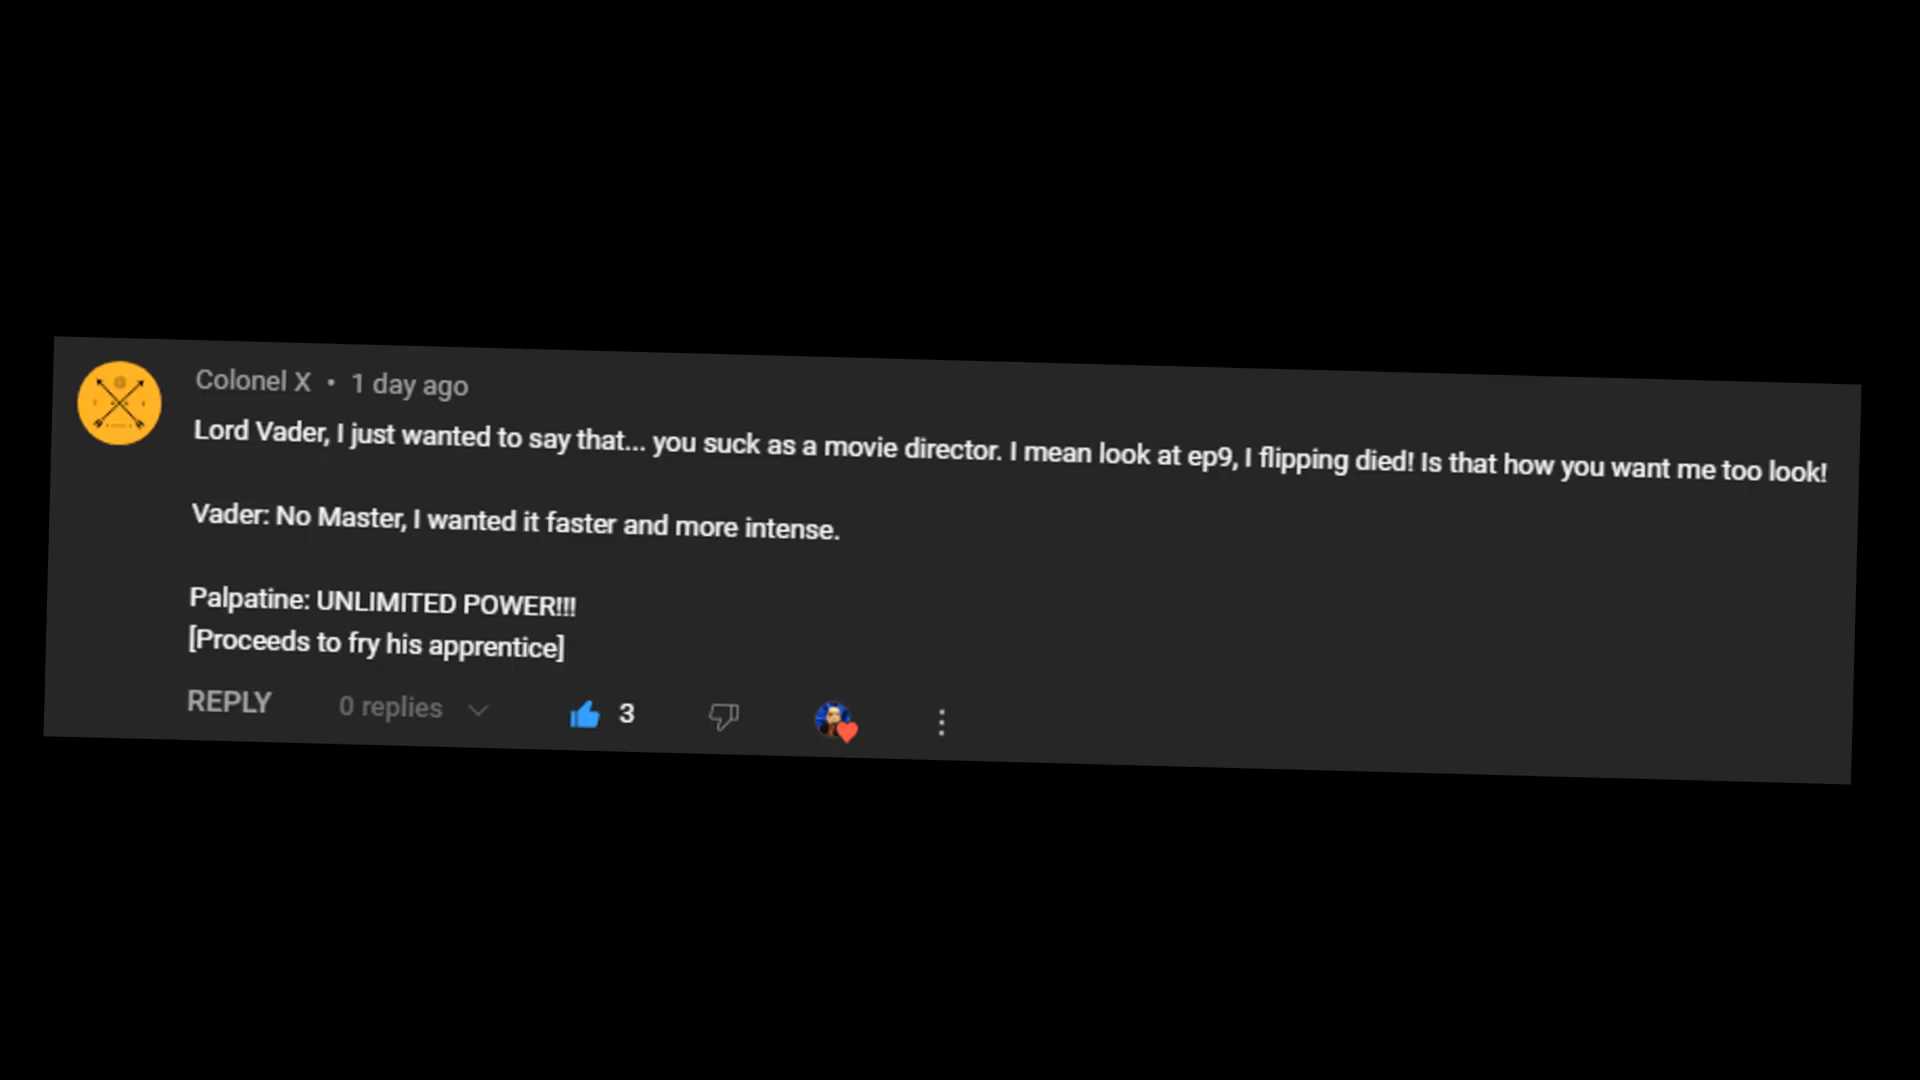 Colonel X • 1 day ago
Lord Vader, I just wanted to say that... you suck as a movie director. I mean look at ep9, I flipping died! Is that how you want me too look!
Vader: No Master, I wanted it faster and more intense.
Palpatine: UNLIMITED POWER!!!
[Proceeds to fry his apprentice]
REPLY 0 replies 3